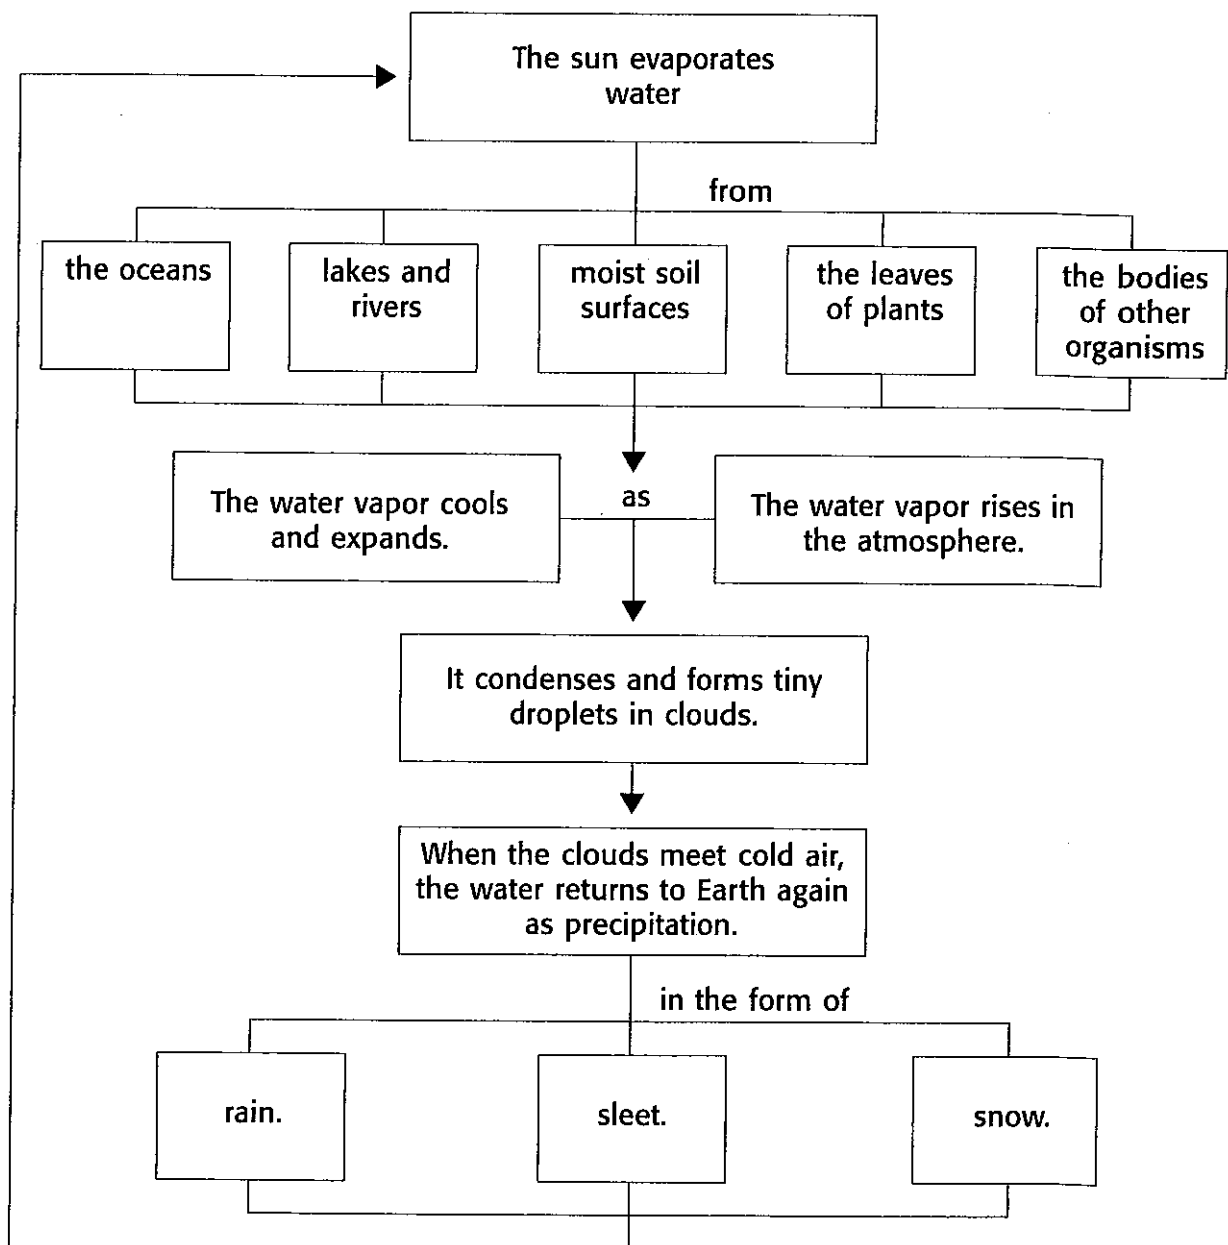 The sun evaporates
water
from
the oceans
lakes and
rivers
moist soil
surfaces
the leaves
of plants
the bodies
of other
organisms
The water vapor cools
and expands.
as
The water vapor rises in
the atmosphere.
It condenses and forms tiny
droplets in clouds.
When the clouds meet cold air,
the water returns to Earth again
as precipitation.
in the form of
rain.
sleet.
snow.